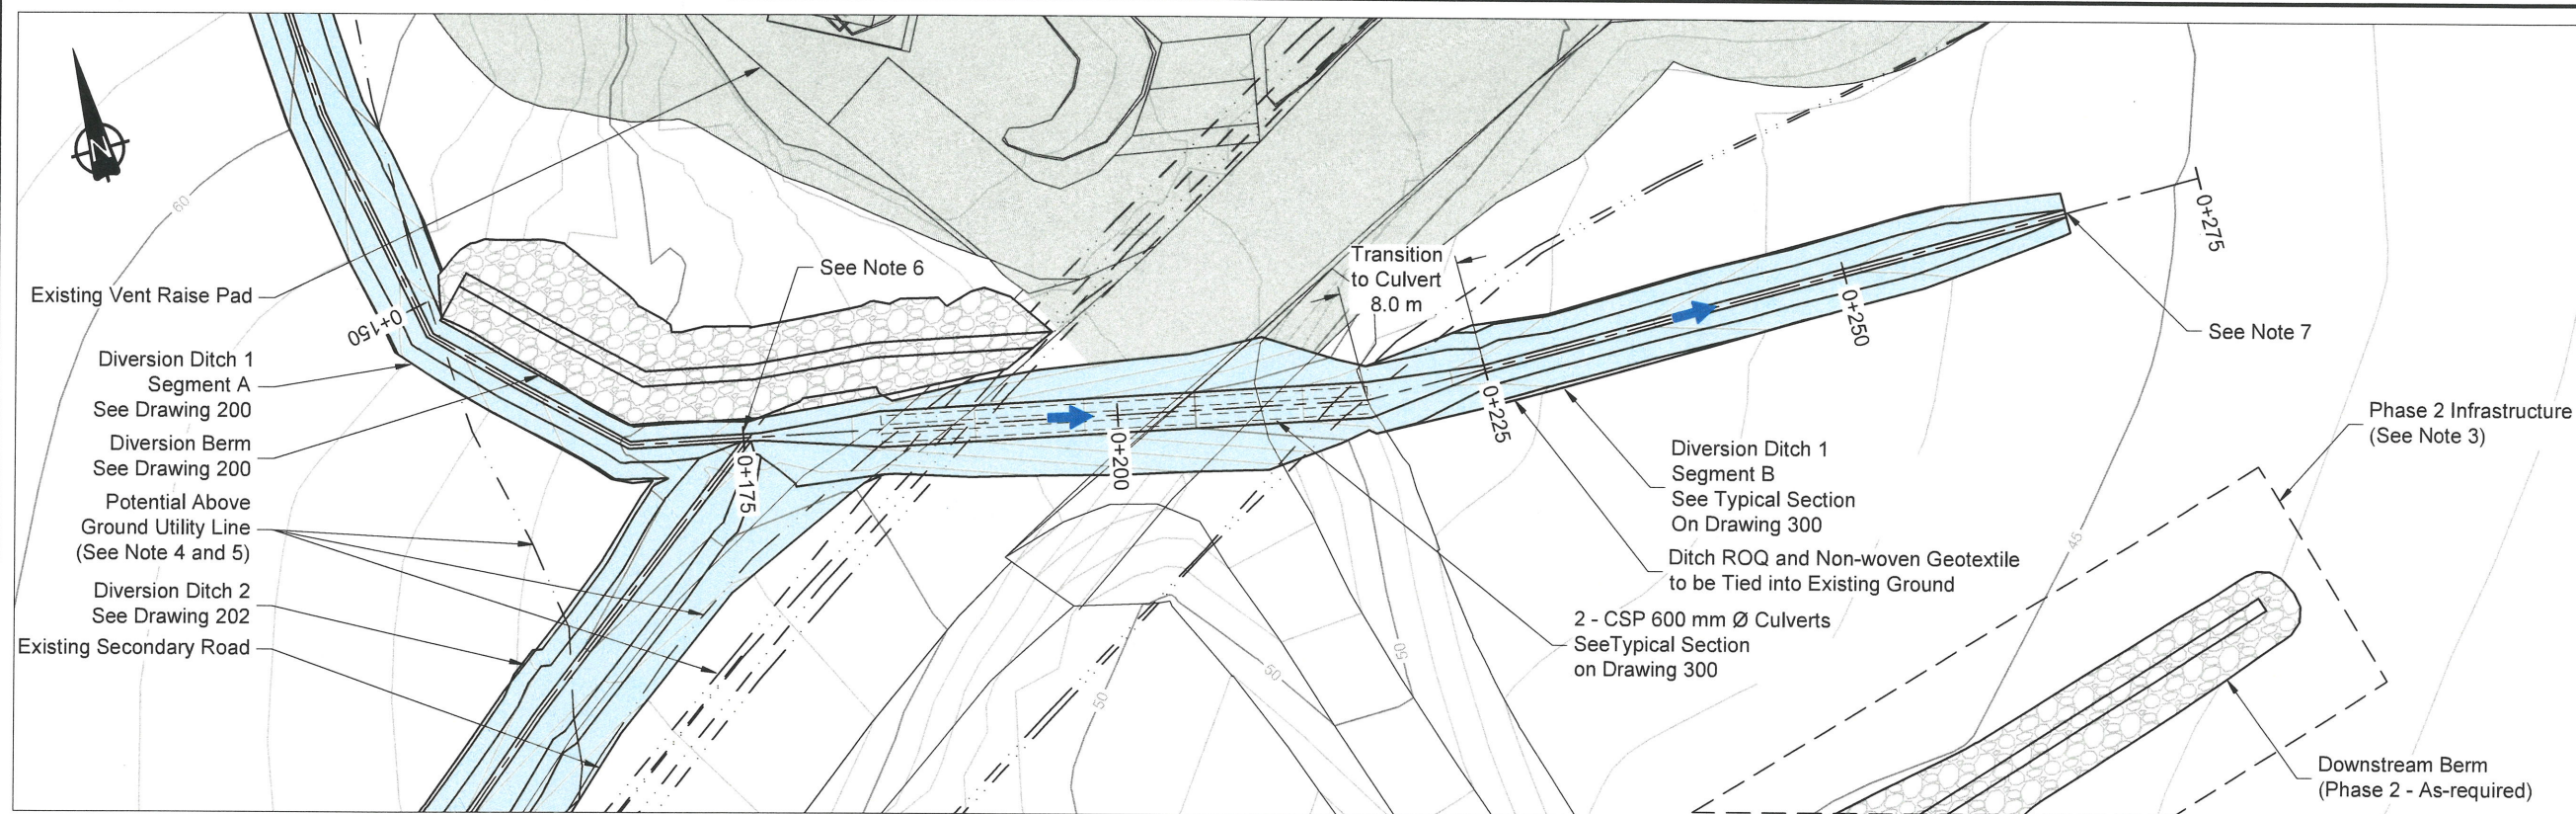 N
60
Existing Vent Raise Pad
0+150
Diversion Ditch 1
Segment A
See Drawing 200
Diversion Berm
See Drawing 200
Potential Above
Ground Utility Line
(See Note 4 and 5)
Diversion Ditch 2
See Drawing 202
Existing Secondary Road
See Note 6
0+175
0+200
Transition
to Culvert
8.0 m
0+225
0+250
0+275
See Note 7
Diversion Ditch 1
Segment B
See Typical Section
On Drawing 300
Ditch ROQ and Non-woven Geotextile
to be Tied into Existing Ground
2 - CSP 600 mm Ø Culverts
SeeTypical Section
on Drawing 300
50
50
50
45
Phase 2 Infrastructure
(See Note 3)
Downstream Berm
(Phase 2 - As-required)